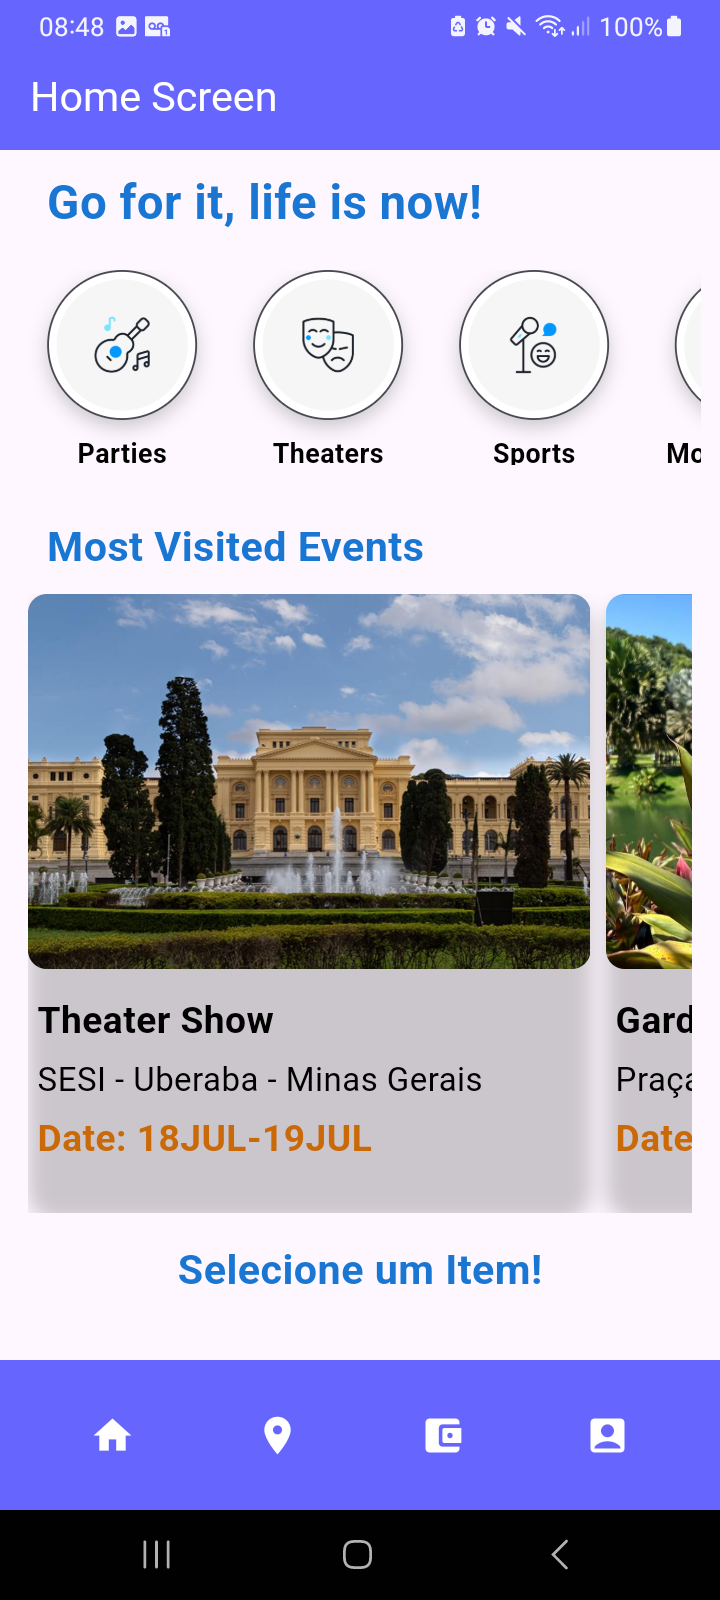 08:48
100%
Home Screen
Go for it, life is now!
Parties
Theaters
Sports
Mo
Most Visited Events
Theater Show
SESI - Uberaba - Minas Gerais
Date: 18JUL-19JUL
Gard
Praça
Date
Selecione um Item!